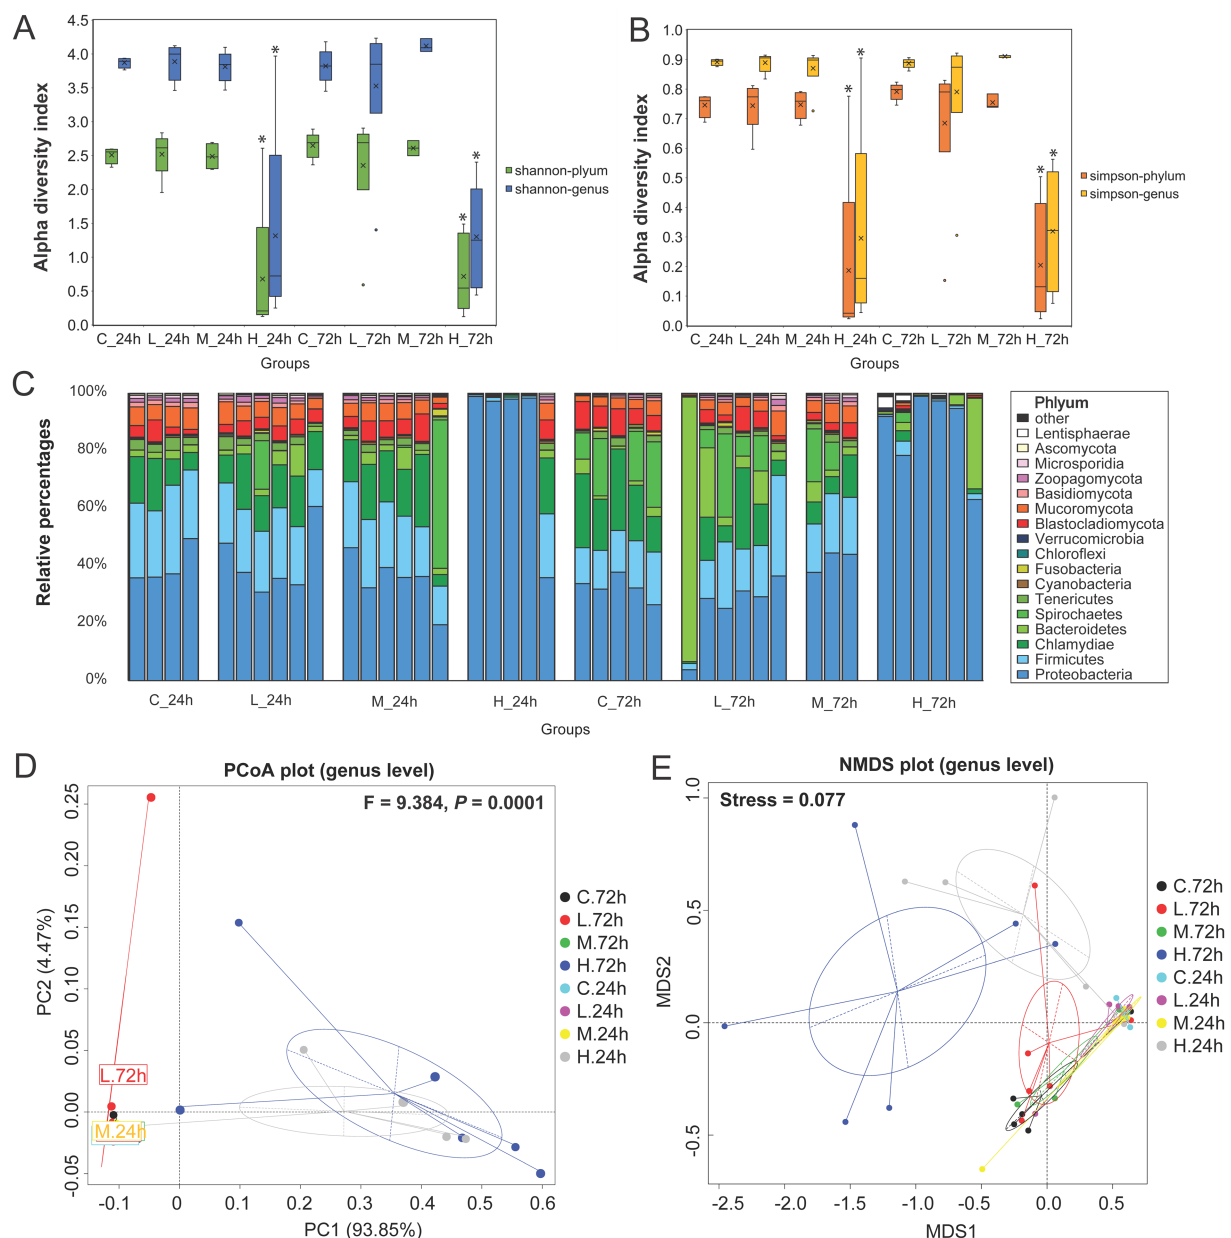 A
Alpha diversity index
4.5
4.0
3.5
3.0
2.5
2.0
1.5
1.0
0.5
0.0
* * * *
C_24h L_24h M_24h H_24h C_72h L_72h M_72h H_72h
Groups
shannon-plyum
shannon-genus
B
Alpha diversity index
1.0
0.9
0.8
0.7
0.6
0.5
0.4
0.3
0.2
0.1
0.0
* * * *
C_24h L_24h M_24h H_24h C_72h L_72h M_72h H_72h
Groups
simpson-phylum
simpson-genus
C
Relative percentages
100%
80%
60%
40%
20%
0%
C_24h L_24h M_24h H_24h C_72h L_72h M_72h H_72h
Groups
Phlyum
other
Lentisphaerae
Ascomycota
Microsporidia
Zoopagomycota
Basidiomycota
Mucoromycota
Blastocladiomycota
Verrucomicrobia
Chloroflexi
Fusobacteria
Cyanobacteria
Tenericutes
Spirochaetes
Bacteroidetes
Chlamydiae
Firmicutes
Proteobacteria
D
PCoA plot (genus level)
F = 9.384, P = 0.0001
PC2 (4.47%)
0.25
0.20
0.15
0.10
0.05
0.00
-0.05
L.72h
M.24h
-0.1 0 0.1 0.2 0.3 0.4 0.5 0.6
PC1 (93.85%)
C.72h
L.72h
M.72h
H.72h
C.24h
L.24h
M.24h
H.24h
E
NMDS plot (genus level)
Stress = 0.077
MDS2
1.0
0.5
0.0
-0.5
-2.5 -2.0 -1.5 -1.0 -0.5 0.0 0.5
MDS1
C.72h
L.72h
M.72h
H.72h
C.24h
L.24h
M.24h
H.24h